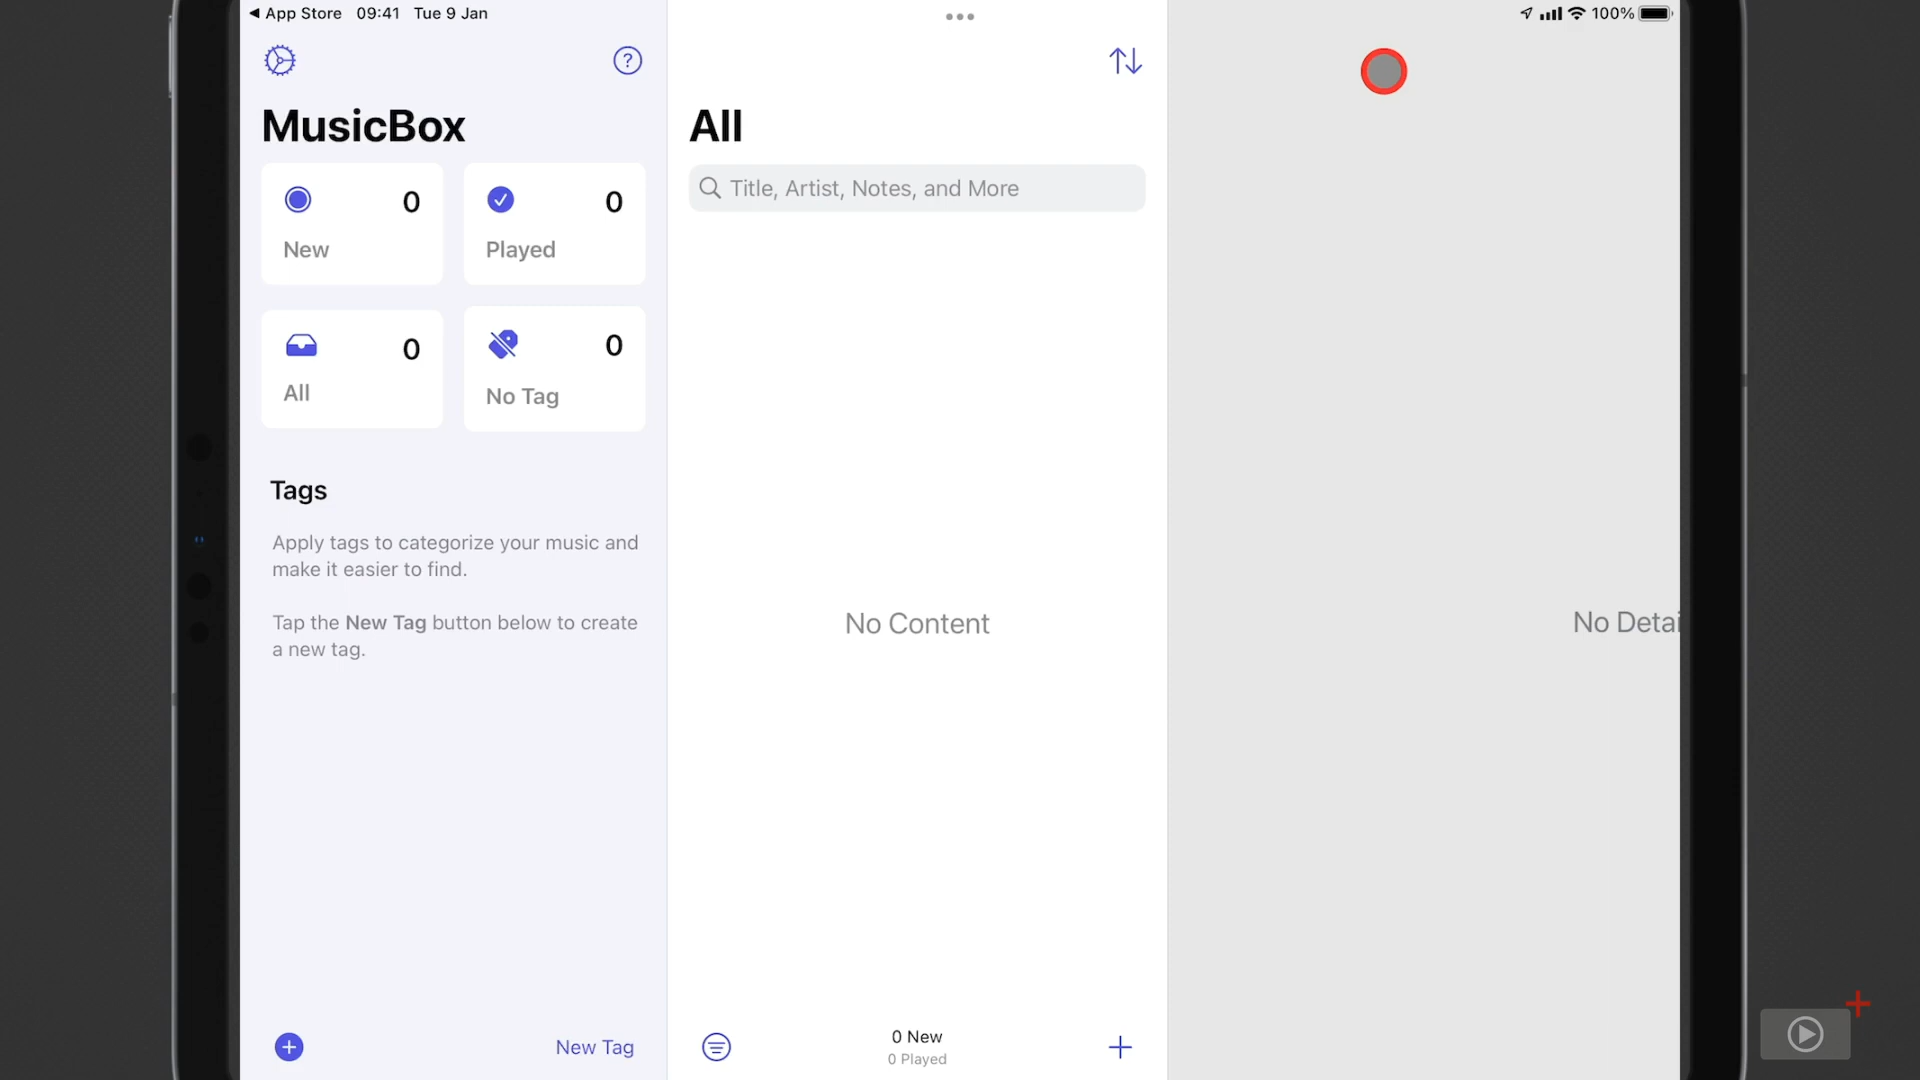 App Store 09:41 Tue 9 Jan
100%
MusicBox
0
New
0
Played
0
All
0
No Tag
Tags
Apply tags to categorize your music and
make it easier to find.
Tap the New Tag button below to create
a new tag.
New Tag
All
Title, Artist, Notes, and More
No Content
0 New
0 Played
No Detai